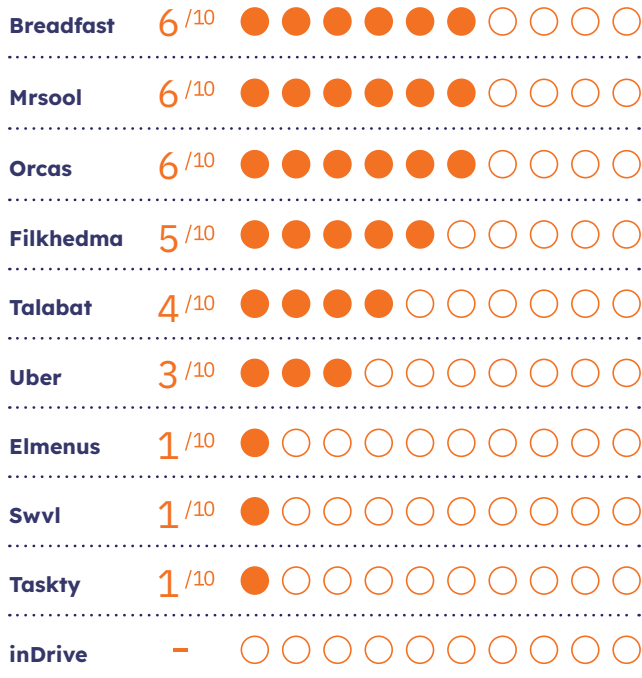 Breadfast 6 /10
Mrsool 6 /10
Orcas 6 /10
Filkhedma 5 /10
Talabat 4 /10
Uber 3 /10
Elmenus 1 /10
Swvl 1 /10
Taskty 1 /10
inDrive -